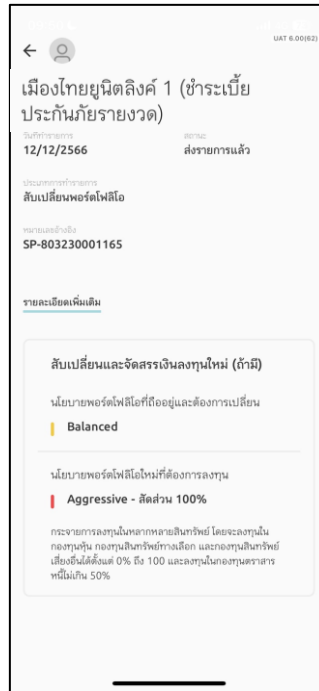 UAT 6.00(62)
เมืองไทยยูนิตลิงค์ 1 (ชำระเบี้ย
ประกันภัยรายงวด)
วันที่ทำรายการ
สถานะ
12/12/2566
ส่งรายการแล้ว
ประเภทการทำรายการ
สับเปลี่ยนพอร์ตโฟลิโอ
หมายเลขอ้างอิง
SP-803230001165
รายละเอียดเพิ่มเติม
สับเปลี่ยนและจัดสรรเงินลงทุนใหม่ (ถ้ามี)
นโยบายพอร์ตโฟลิโอที่ถืออยู่และต้องการเปลี่ยน
Balanced
นโยบายพอร์ตโฟลิโอใหม่ที่ต้องการลงทุน
Aggressive - สัดส่วน 100%
กระจายการลงทุนในหลากหลายสินทรัพย์ โดยจะลงทุนใน
กองทุนหุ้น กองทุนสินทรัพย์ทางเลือก และกองทุนสินทรัพย์
เสี่ยงอื่นได้ตั้งแต่ 0% ถึง 100 และลงทุนในกองทุนตราสาร
หนี้ไม่เกิน 50%